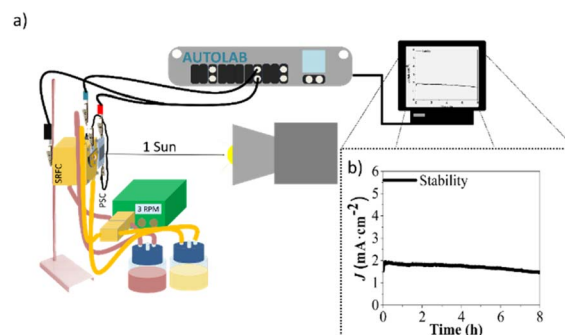 a)
AUTOLAB
1 Sun
SRFC
PSC
3 RPM
b)
Stability
J (mA·cm-2)
6
5
4
3
2
1
0
0 2 4 6 8
Time (h)